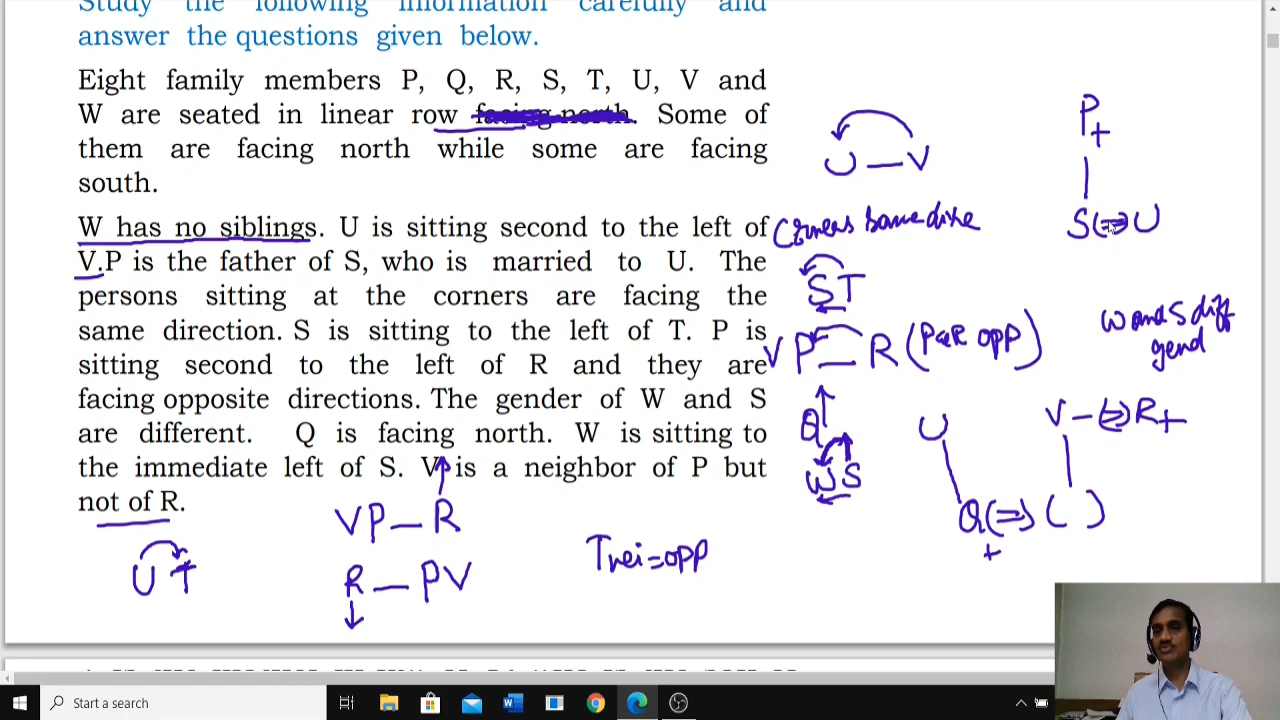 Study the following information carefully and
answer the questions given below.
Eight family members P, Q, R, S, T, U, V and
W are seated in linear row facing north. Some of
them are facing north while some are facing
south.
W has no siblings. U is sitting second to the left of
V.P is the father of S, who is married to U. The
persons sitting at the corners are facing the
same direction. S is sitting to the left of T. P is
sitting second to the left of R and they are
facing opposite directions. The gender of W and S
are different. Q is facing north. W is sitting to
the immediate left of S. V is a neighbor of P but
not of R.
U T
VP—R
R—PV
Tnei=opp
U—V
Corners same dire
ST
VP—R (P&R opp)
Q
WS
P+
S(=)U
W and S diff
gend
U
V-(=)R+
Q(=)( )
+
Start a search